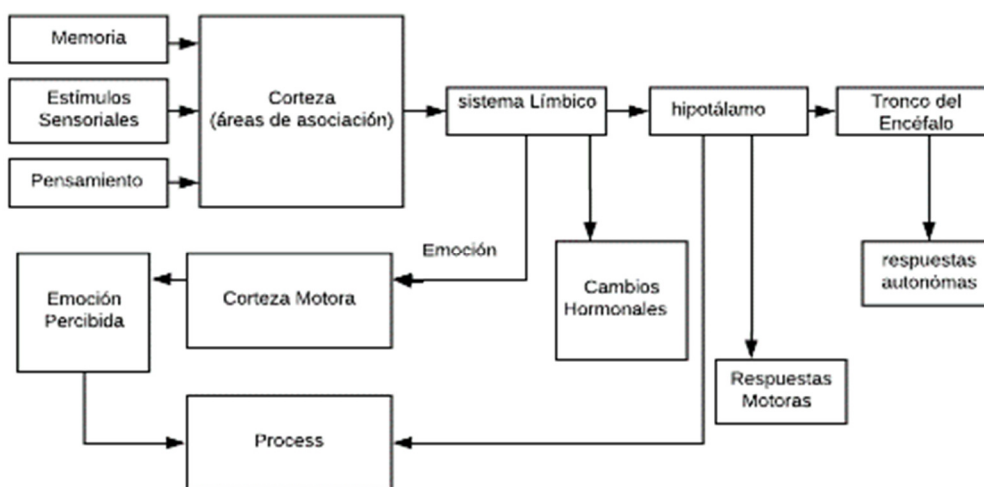 Memoria
Estímulos
Sensoriales
Pensamiento
Corteza
(áreas de asociación)
sistema Límbico
hipotálamo
Tronco del
Encéfalo
Emoción
Emoción
Percibida
Corteza Motora
Cambios
Hormonales
respuestas
autonómas
Respuestas
Motoras
Process